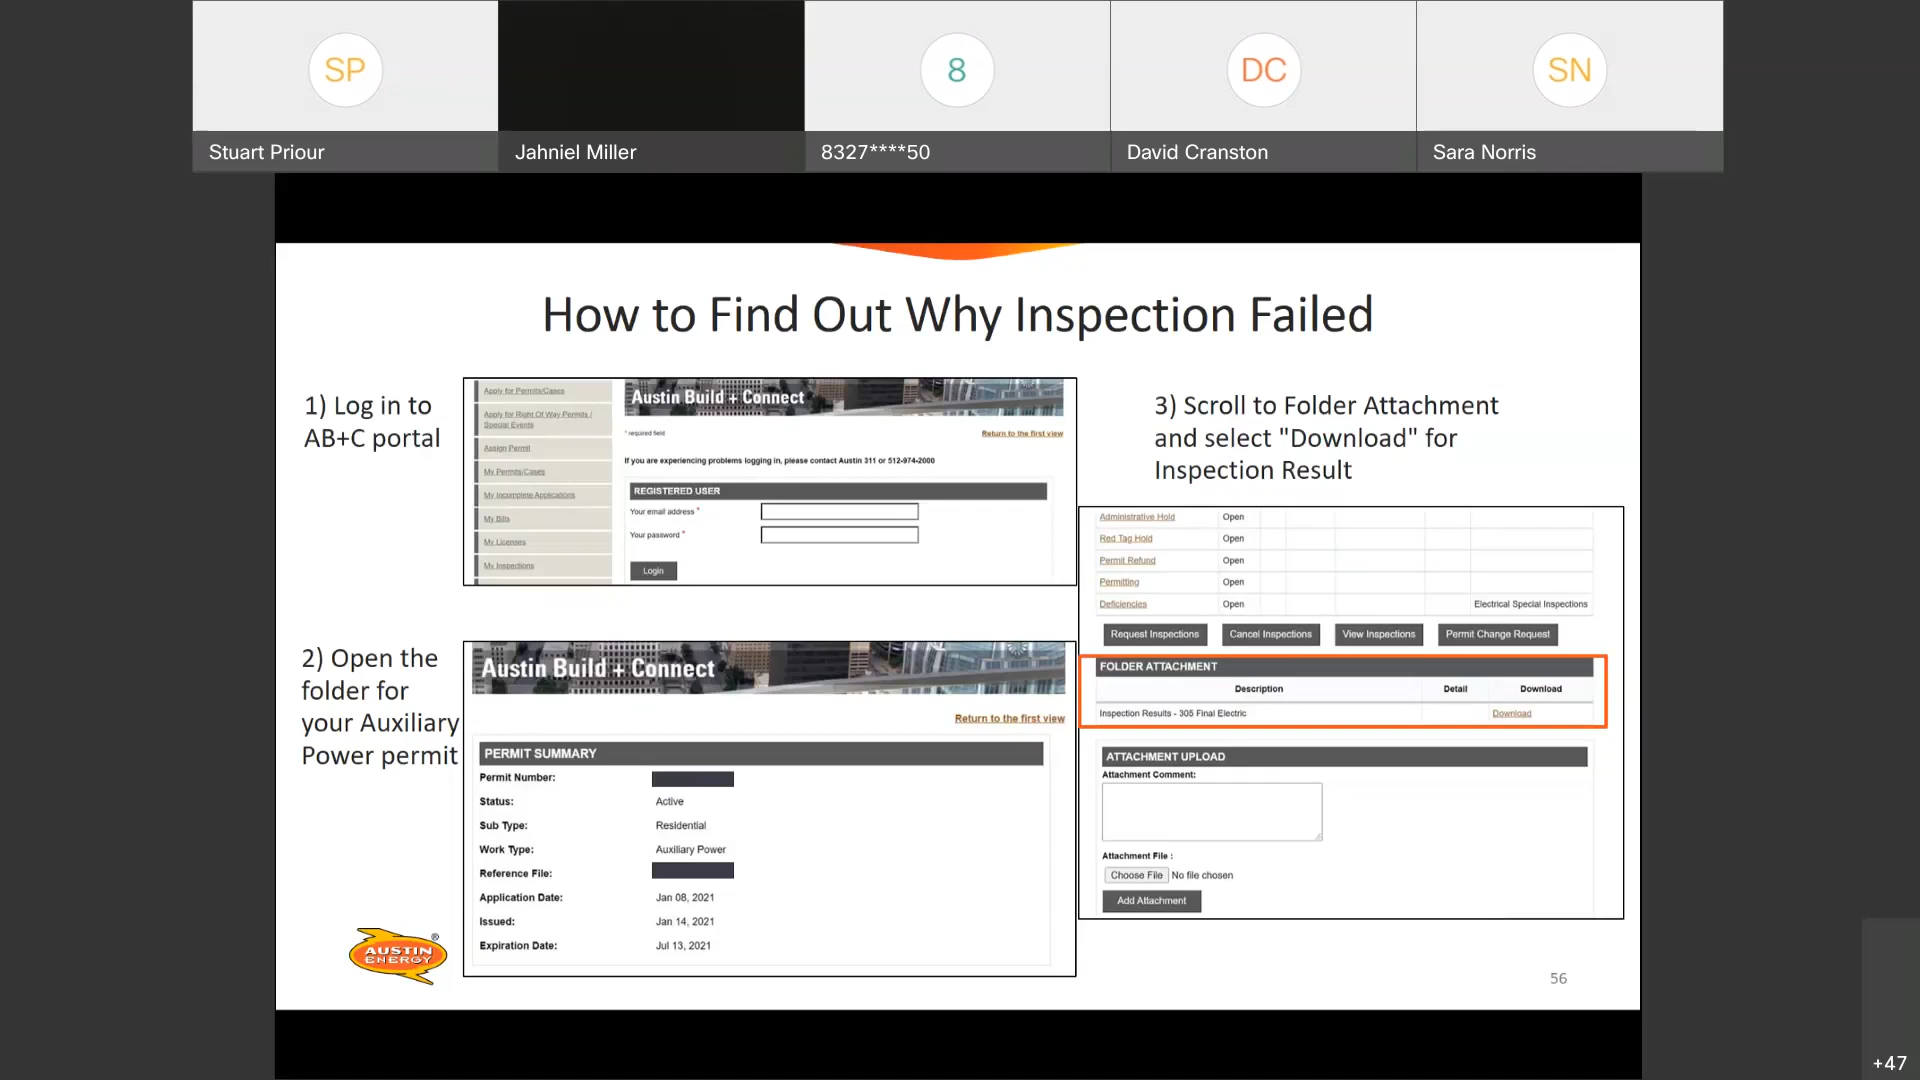 SP
8
DC
SN
Stuart Priour
Jahniel Miller
8327****50
David Cranston
Sara Norris
How to Find Out Why Inspection Failed
1) Log in to
AB+C portal
Apply for Permits/Cases
Apply for Right Of Way Permits /
Special Events
Assign Permit
My Permits/Cases
My Incomplete Applications
My Bills
My Licenses
My Inspections
Austin Build + Connect
* required field
Return to the first view
If you are experiencing problems logging in, please contact Austin 311 or 512-974-2000
REGISTERED USER
Your email address *
Your password *
Login
2) Open the
folder for
your Auxiliary
Power permit
Austin Build + Connect
Return to the first view
PERMIT SUMMARY
Permit Number:
Status: Active
Sub Type: Residential
Work Type: Auxiliary Power
Reference File:
Application Date: Jan 08, 2021
Issued: Jan 14, 2021
Expiration Date: Jul 13, 2021
3) Scroll to Folder Attachment
and select "Download" for
Inspection Result
Administrative Hold Open
Red Tag Hold Open
Permit Refund Open
Permitting Open
Deficiencies Open Electrical Special Inspections
Request Inspections Cancel Inspections View Inspections Permit Change Request
FOLDER ATTACHMENT
Description Detail Download
Inspection Results - 305 Final Electric Download
ATTACHMENT UPLOAD
Attachment Comment:
Attachment File :
Choose File No file chosen
Add Attachment
AUSTIN
ENERGY
®
56
+47